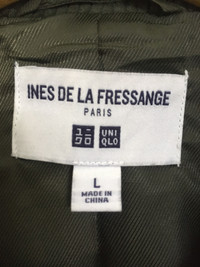 INES DE LA FRESSANGE
PARIS
ユニ UNI
クロ QLO
L
MADE IN
CHINA